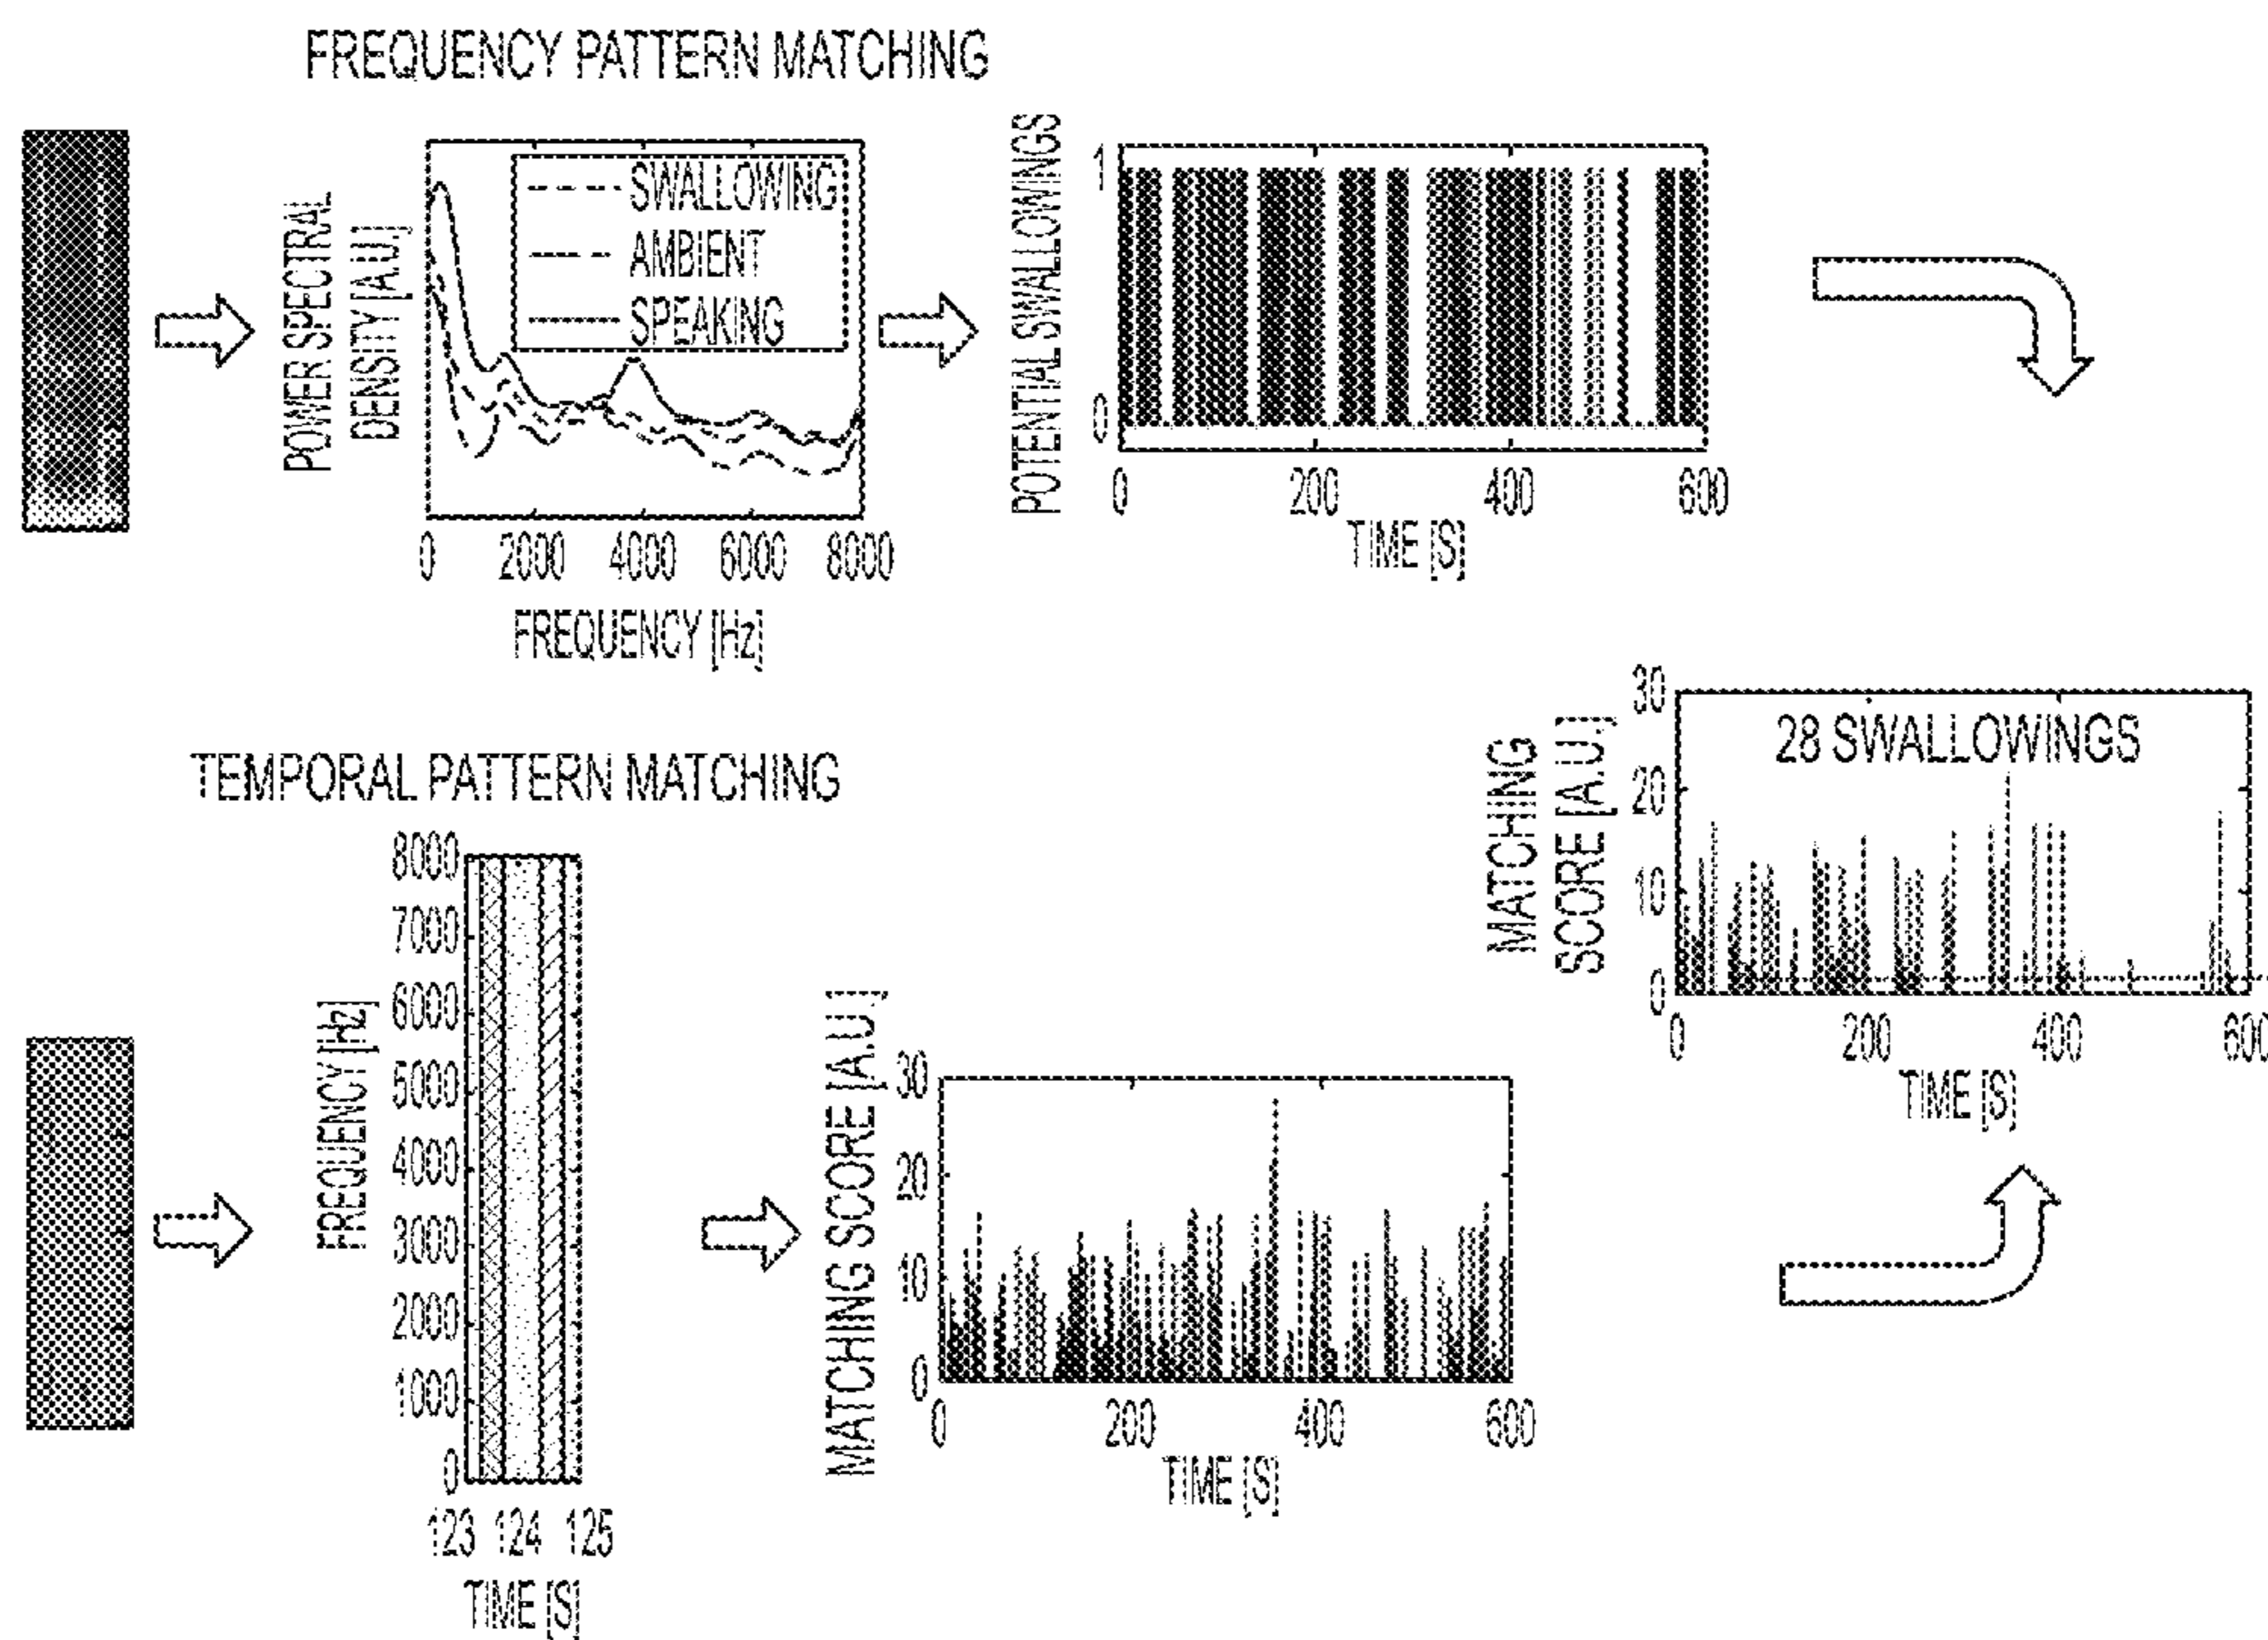 FREQUENCY PATTERN MATCHING
POWER SPECTRAL
DENSITY [A.U.]
SWALLOWING
AMBIENT
SPEAKING
0 2000 4000 6000 8000
FREQUENCY [Hz]
POTENTIAL SWALLOWINGS
1
0
0 200 400 600
TIME [S]
TEMPORAL PATTERN MATCHING
FREQUENCY [Hz]
8000
7000
6000
5000
4000
3000
2000
1000
0
123 124 125
TIME [S]
MATCHING SCORE [A.U.]
30
20
10
0
0 200 400 600
TIME [S]
MATCHING
SCORE [A.U.]
30
20
10
0
28 SWALLOWINGS
0 200 400 600
TIME [S]